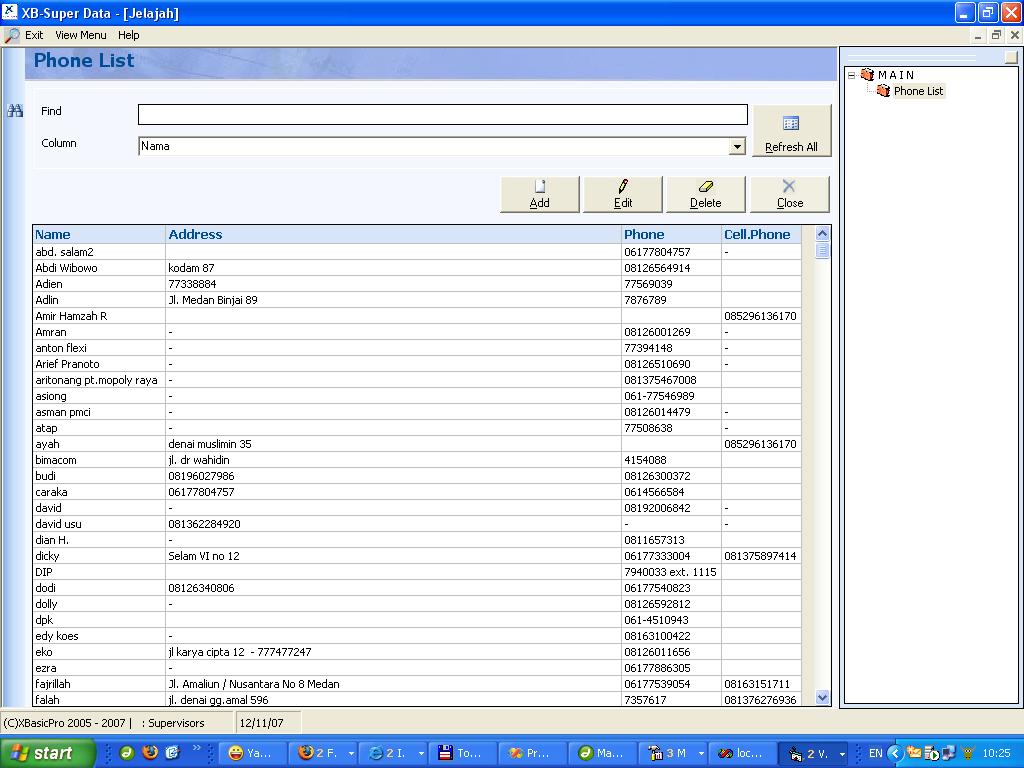 XB-Super Data - [Jelajah]
Exit View Menu Help
Phone List
Find
Column Nama
Refresh All
Add Edit Delete Close
Name Address Phone Cell.Phone
abd. salam2 06177804757 -
Abdi Wibowo kodam 87 08126564914
Adien 77338884 77569039
Adlin Jl. Medan Binjai 89 7876789
Amir Hamzah R 085296136170
Amran - 08126001269 -
anton flexi - 77394148 -
Arief Pranoto - 08126510690 -
aritonang pt.mopoly raya - 081375467008
asiong - 061-77546989
asman pmci - 08126014479 -
atap - 77508638 -
ayah denai muslimin 35 085296136170
bimacom jl. dr wahidin 4154088
budi 08196027986 08126300372
caraka 06177804757 0614566584
david - 08192006842 -
david usu 081362284920 - -
dian H. - 0811657313
dicky Selam VI no 12 06177333004 081375897414
DIP 7940033 ext. 1115
dodi 08126340806 06177540823
dolly - 08126592812
dpk 061-4510943
edy koes - 08163100422
eko jl karya cipta 12 - 777477247 08126011656
ezra - 06177886305
fajrillah Jl. Amaliun / Nusantara No 8 Medan 06177539054 08163151711
falah jl. denai gg.amal 596 7357617 081376276936
MAIN
Phone List
(C)XBasicPro 2005 - 2007 | : Supervisors 12/11/07
start Ya... 2 F. 2 I. To... Pr... Ma... 3 M loc... 2 V. EN 10:25